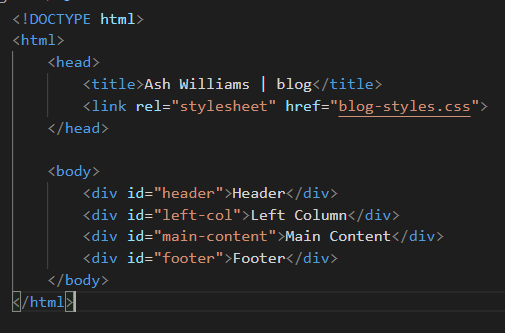 <!DOCTYPE html>
<html>
<head>
<title>Ash Williams | blog</title>
<link rel="stylesheet" href="blog-styles.css">
</head>
<body>
<div id="header">Header</div>
<div id="left-col">Left Column</div>
<div id="main-content">Main Content</div>
<div id="footer">Footer</div>
</body>
</html>